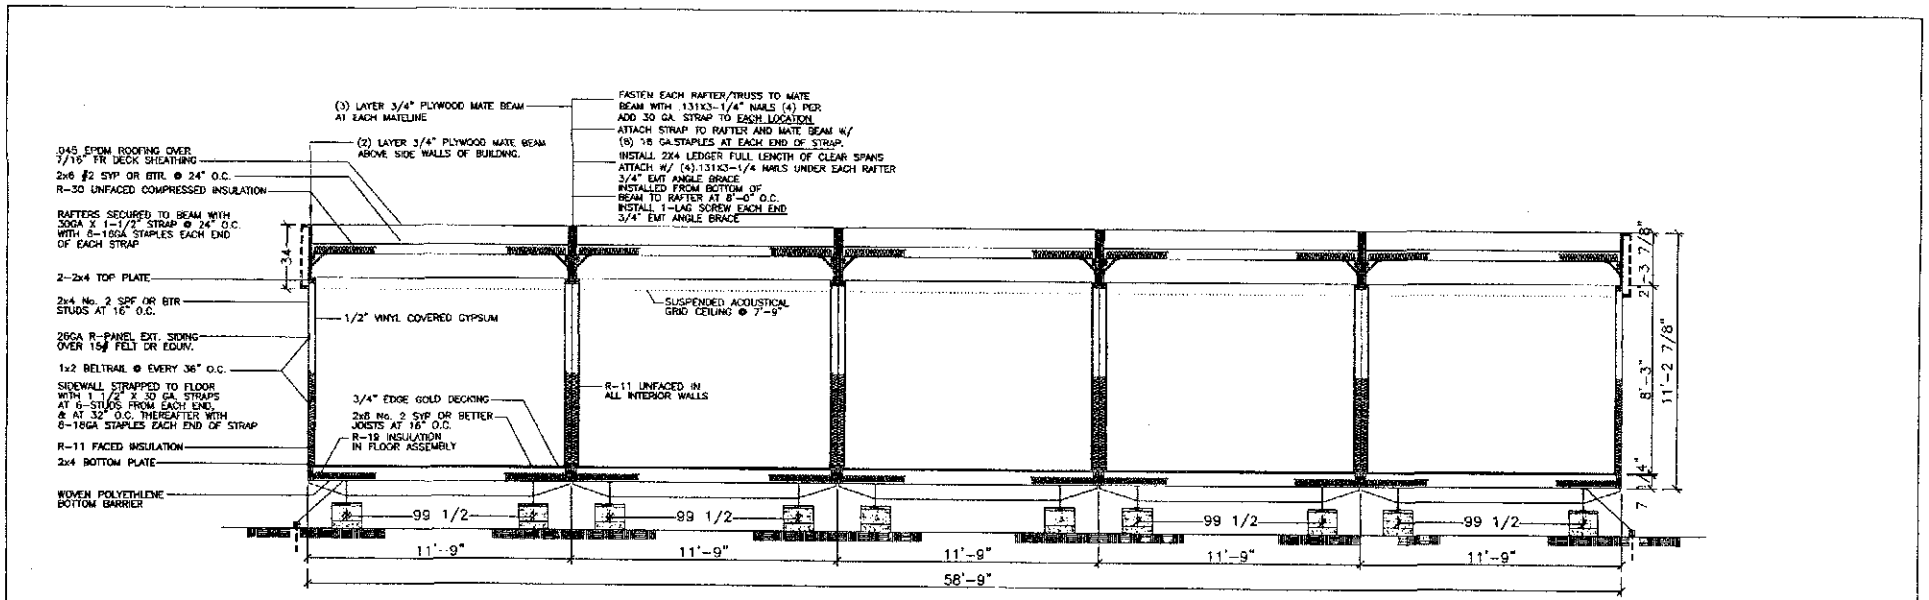 (3) LAYER 3/4" PLYWOOD MATE BEAM
AT EACH MATELINE
(2) LAYER 3/4" PLYWOOD MATE BEAM
ABOVE SIDE WALLS OF BUILDING.
FASTEN EACH RAFTER/TRUSS TO MATE
BEAM WITH .131X3-1/4" NAILS (4) PER
ADD 30 GA. STRAP TO EACH LOCATION
ATTACH STRAP TO RAFTER AND MATE BEAM W/
(8) 18 GA.STAPLES AT EACH END OF STRAP.
INSTALL 2X4 LEDGER FULL LENGTH OF CLEAR SPANS
ATTACH W/ (4).131X3-1/4 NAILS UNDER EACH RAFTER
3/4" EMT ANGLE BRACE
INSTALLED FROM BOTTOM OF
BEAM TO RAFTER AT 8'-0" O.C.
INSTALL 1-LAG SCREW EACH END
3/4" EMT ANGLE BRACE
.045 EPDM ROOFING OVER
7/16" FR DECK SHEATHING
2x6 #2 SYP OR BTR. @ 24" O.C.
R-30 UNFACED COMPRESSED INSULATION
RAFTERS SECURED TO BEAM WITH
30GA X 1-1/2" STRAP @ 24" O.C.
WITH 8-18GA STAPLES EACH END
OF EACH STRAP
2-2x4 TOP PLATE
2x4 No. 2 SPF OR BTR
STUDS AT 16" O.C.
26GA R-PANEL EXT. SIDING
OVER 15# FELT OR EQUIV.
1x2 BELTRAIL @ EVERY 36" O.C.
SIDEWALL STRAPPED TO FLOOR
WITH 1 1/2" X 30 GA. STRAPS
AT 6-STUDS FROM EACH END,
& AT 32" O.C. THEREAFTER WITH
8-18GA STAPLES EACH END OF STRAP
R-11 FACED INSULATION
2x4 BOTTOM PLATE
WOVEN POLYETHLENE
BOTTOM BARRIER
34"
1/2" VINYL COVERED GYPSUM
SUSPENDED ACOUSTICAL
GRID CEILING @ 7'-9"
R-11 UNFACED IN
ALL INTERIOR WALLS
3/4" EDGE GOLD DECKING
2x8 No. 2 SYP OR BETTER
JOISTS AT 16" O.C.
R-19 INSULATION
IN FLOOR ASSEMBLY
2'-3 7/8"
8'-3"
11'-2 7/8"
7 1/4"
99 1/2
99 1/2
99 1/2
99 1/2
11'-9"
11'-9"
11'-9"
11'-9"
11'-9"
58'-9"